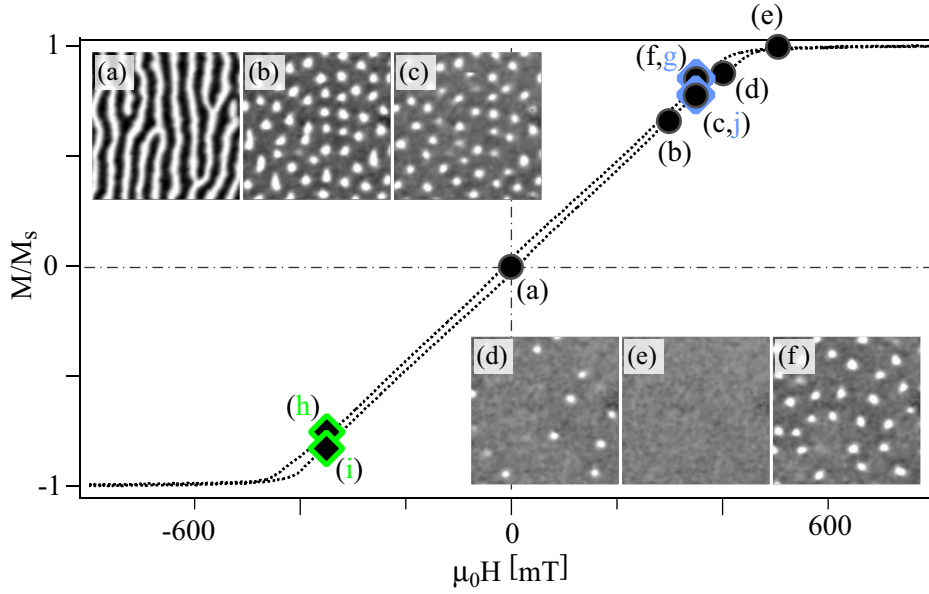 (e)
1
(a)
(b)
(c)
(f,g)
(d)
(c,j)
(b)
M/Ms
0
(a)
(d)
(e)
(f)
(h)
(i)
-1
-600
0
600
μ₀H [mT]